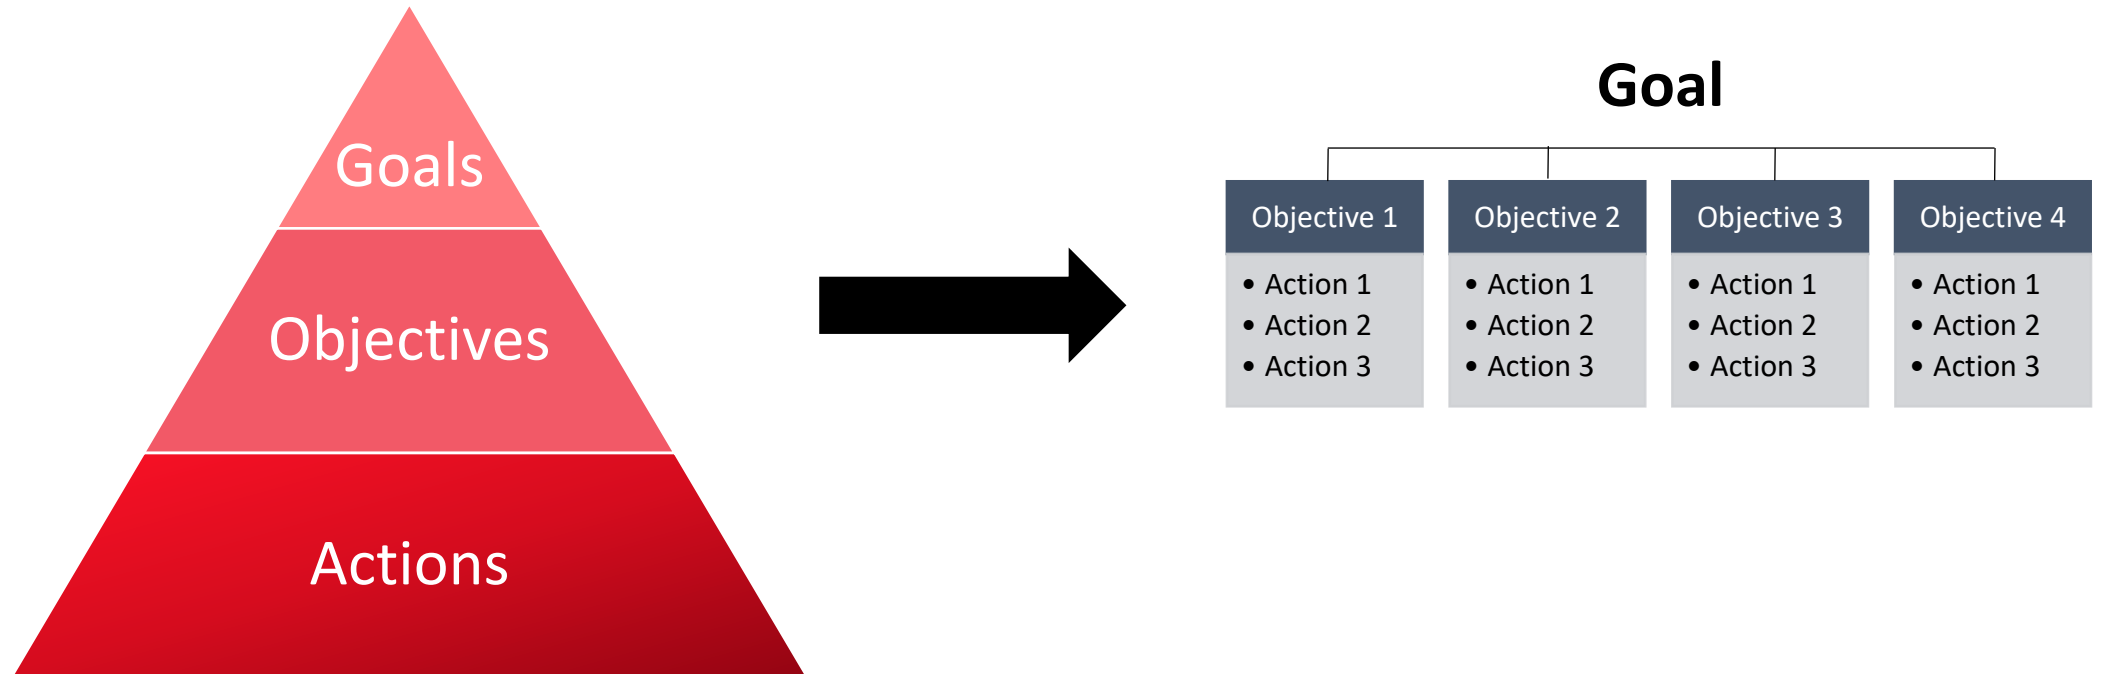 Goals
Objectives
Actions
Goal
Objective 1
• Action 1
• Action 2
• Action 3
Objective 2
• Action 1
• Action 2
• Action 3
Objective 3
• Action 1
• Action 2
• Action 3
Objective 4
• Action 1
• Action 2
• Action 3